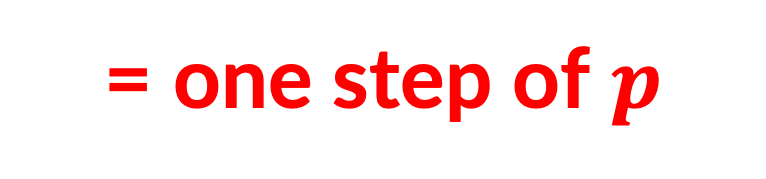 = one step of p